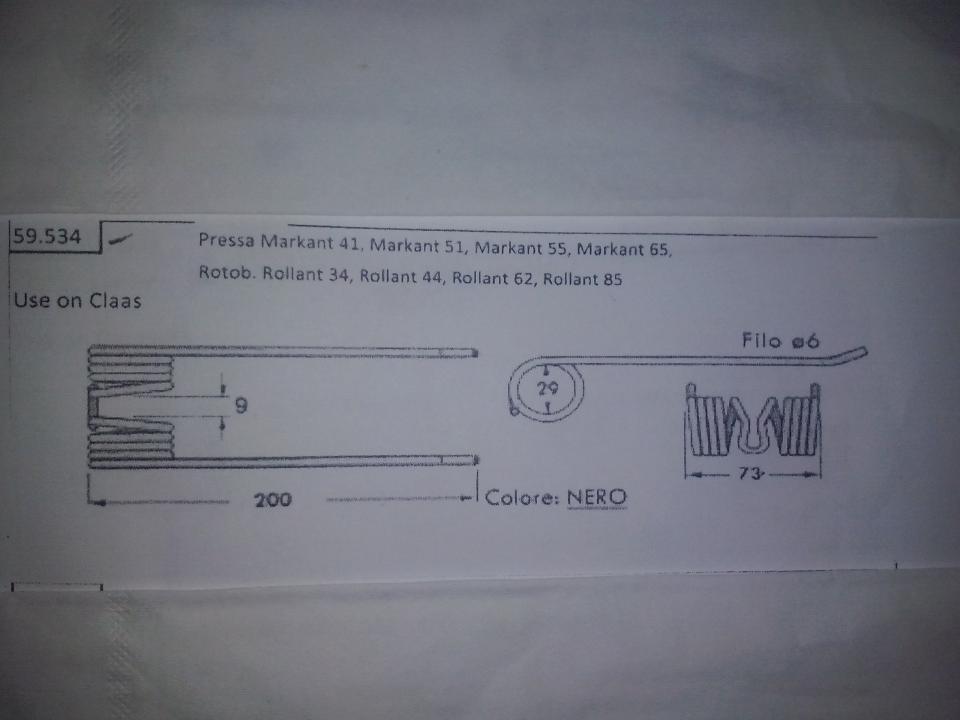 59.534
Pressa Markant 41, Markant 51, Markant 55, Markant 65,
Rotob. Rollant 34, Rollant 44, Rollant 62, Rollant 85
Use on Claas
Filo ø6
29
9
73
200
Colore: NERO